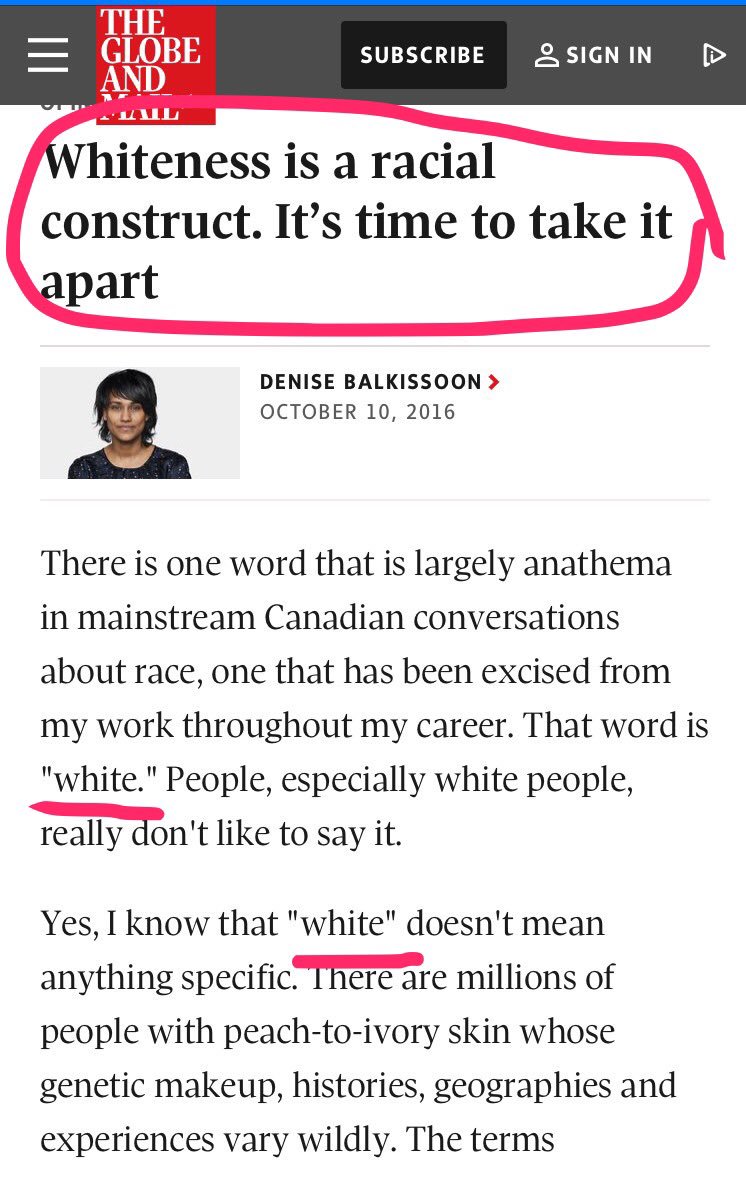 THE
GLOBE
AND
MAIL
SUBSCRIBE
SIGN IN
Whiteness is a racial
construct. It’s time to take it
apart
DENISE BALKISSOON
OCTOBER 10, 2016
There is one word that is largely anathema
in mainstream Canadian conversations
about race, one that has been excised from
my work throughout my career. That word is
"white." People, especially white people,
really don't like to say it.
Yes, I know that "white" doesn't mean
anything specific. There are millions of
people with peach-to-ivory skin whose
genetic makeup, histories, geographies and
experiences vary wildly. The terms